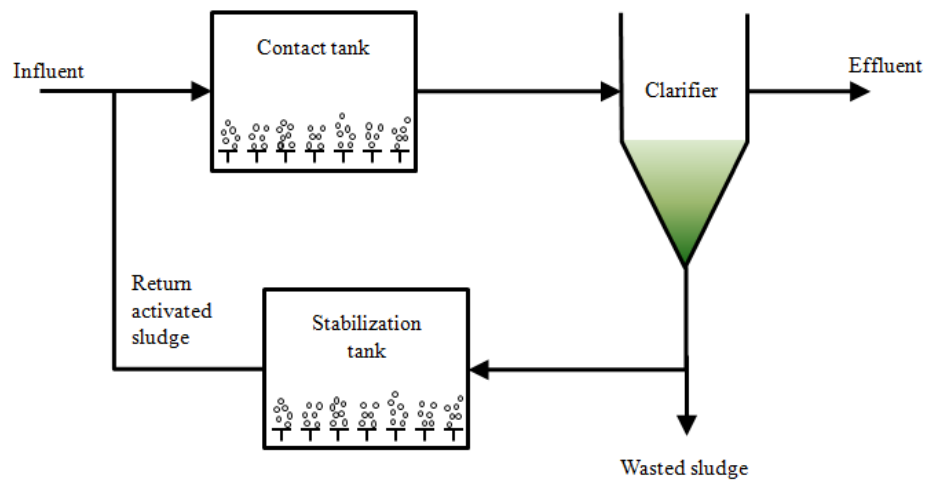 Contact tank
Influent
Effluent
Clarifier
Return
activated
sludge
Stabilization
tank
Wasted sludge